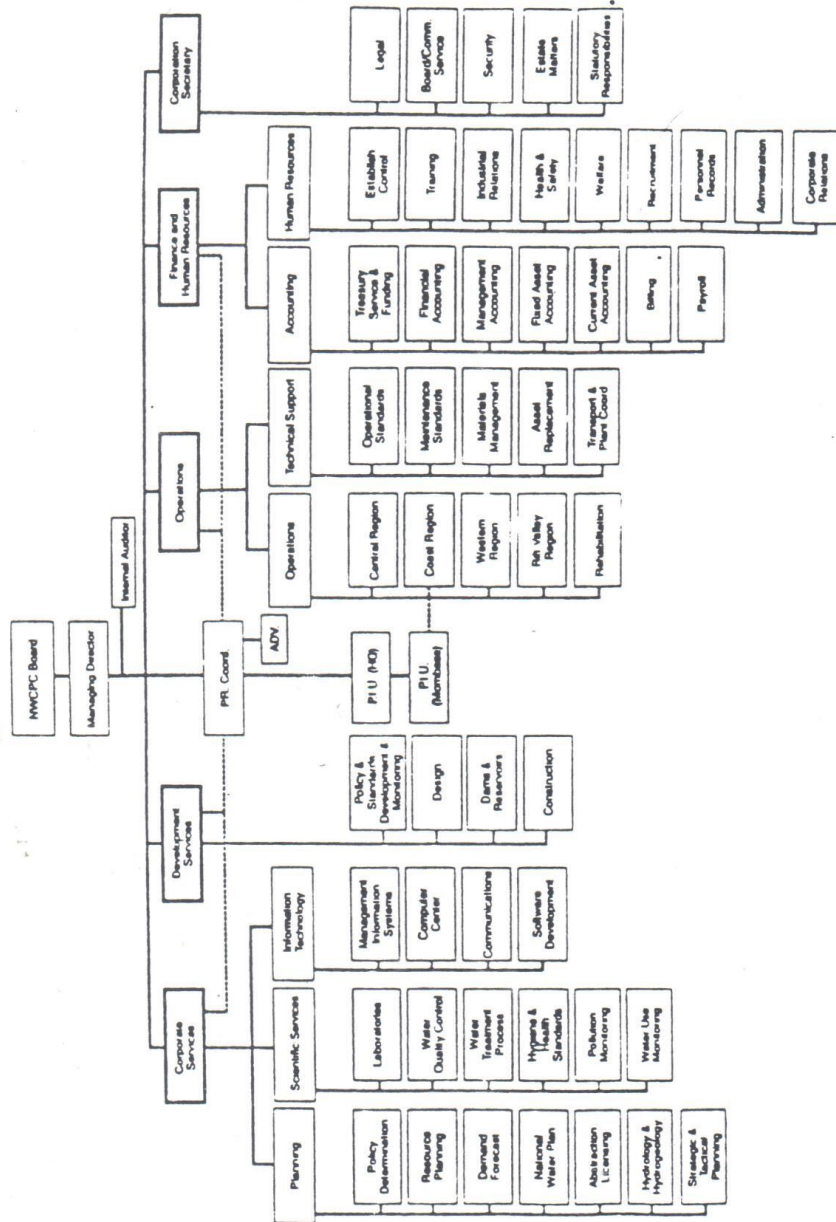 NWCPC Board
Managing Director
Internal Auditor
Corporate
Services
Development
Services
Operations
Finance and
Human Resources
Corporation
Secretary
PR. Coord.
ADV.
P.I.U. (HO)
P.I.U.
(Mombasa)
Planning
Policy
Determination
Resource
Planning
Demand
Forecast
National
Water Plan
Abstraction
Licensing
Hydrology &
Hydrogeology
Strategic &
Tactical
Planning
Scientific Services
Laboratories
Water
Quality Control
Water
Treatment
Process
Hygiene &
Health
Standards
Pollution
Monitoring
Water Use
Monitoring
Information
Technology
Management
Information
Systems
Computer
Center
Communications
Software
Development
Policy &
Standards
Development &
Monitoring
Design
Dams &
Reservoirs
Construction
Operations
Central Region
Coast Region
Western
Region
Rift Valley
Region
Rehabilitation
Technical Support
Operational
Standards
Maintenance
Standards
Materials
Management
Asset
Replacement
Transport &
Plant Coord
Accounting
Treasury
Service &
Funding
Financial
Accounting
Management
Accounting
Fixed Asset
Accounting
Current Asset
Accounting
Billing
Payroll
Human Resources
Establish
Control
Training
Industrial
Relations
Health &
Safety
Welfare
Recruitment
Personnel
Records
Administration
Corporate
Relations
Legal
Board/Comm.
Service
Security
Estate
Matters
Statutory
Responsibilities